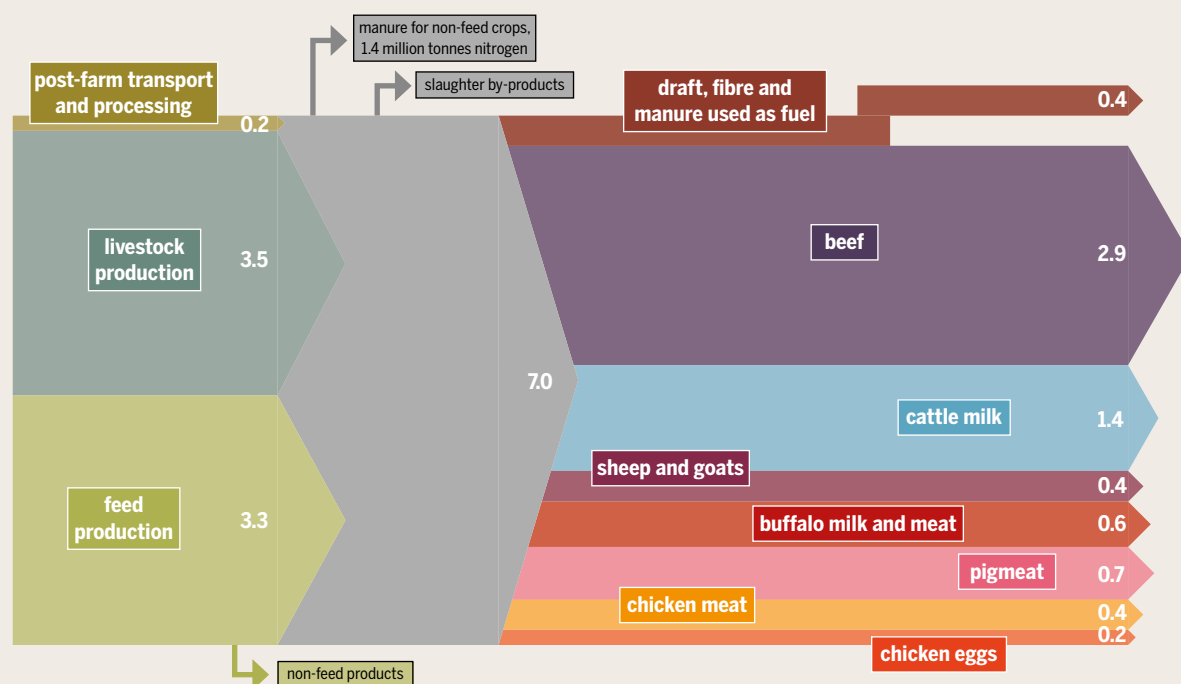 manure for non-feed crops,
1.4 million tonnes nitrogen
slaughter by-products
post-farm transport
and processing
0.2
livestock
production
3.5
feed
production
3.3
non-feed products
7.0
draft, fibre and
manure used as fuel
0.4
beef
2.9
cattle milk
1.4
sheep and goats
0.4
buffalo milk and meat
0.6
pigmeat
0.7
chicken meat
0.4
chicken eggs
0.2